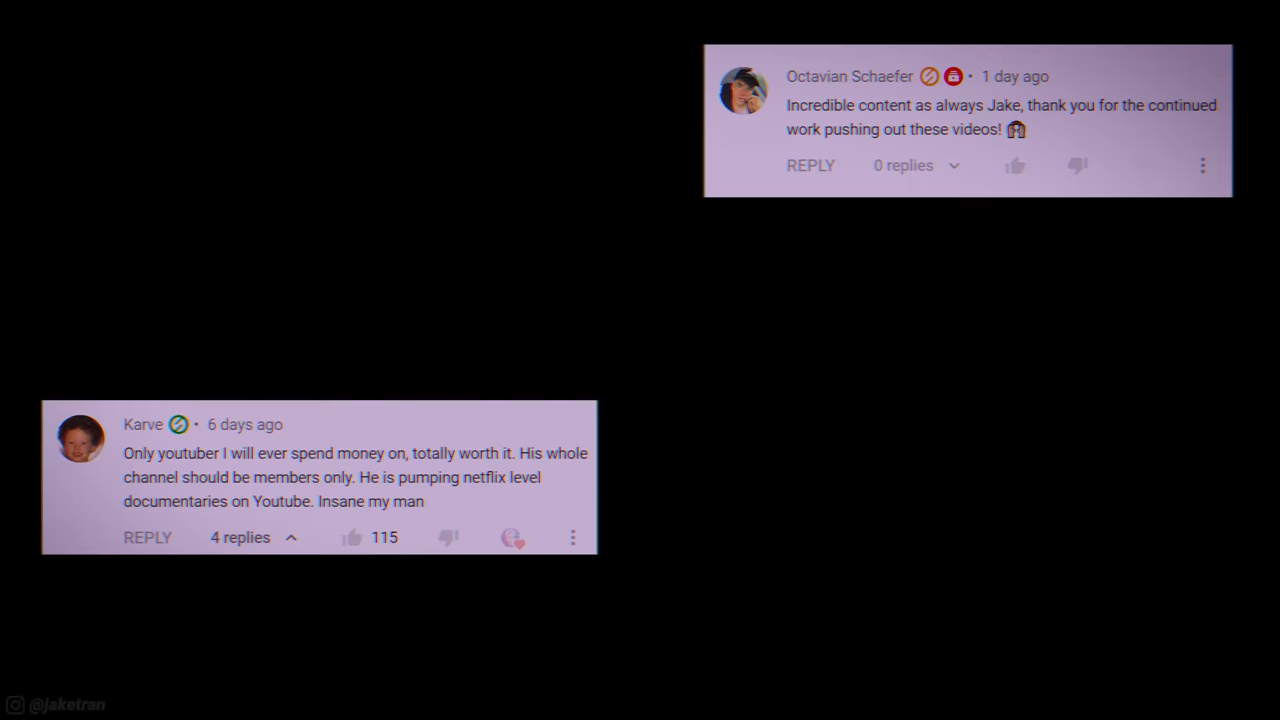 Octavian Schaefer • 1 day ago
Incredible content as always Jake, thank you for the continued
work pushing out these videos!
REPLY 0 replies
Karve • 6 days ago
Only youtuber I will ever spend money on, totally worth it. His whole
channel should be members only. He is pumping netflix level
documentaries on Youtube. Insane my man
REPLY 4 replies 115
@jaketran